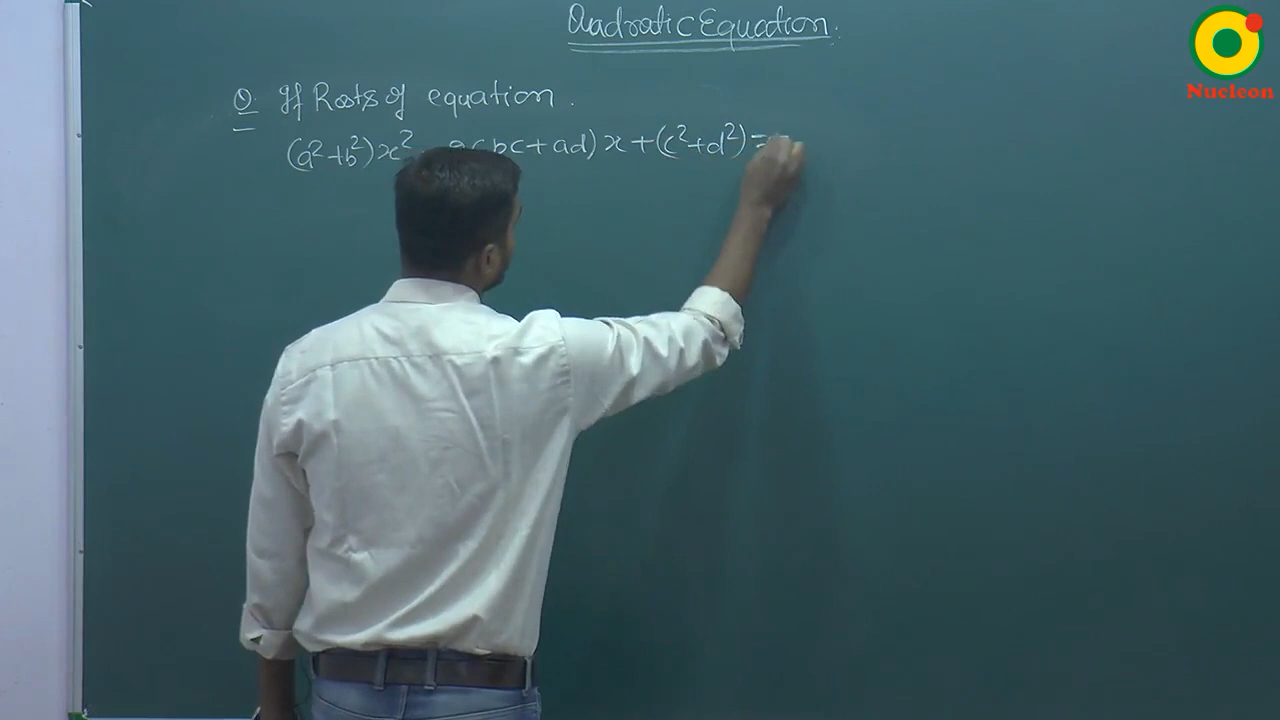 Quadratic Equation.
Q. If Roots of equation.
(a²+b²)x² 2(bc+ad)x+(c²+d²)=
Nucleon